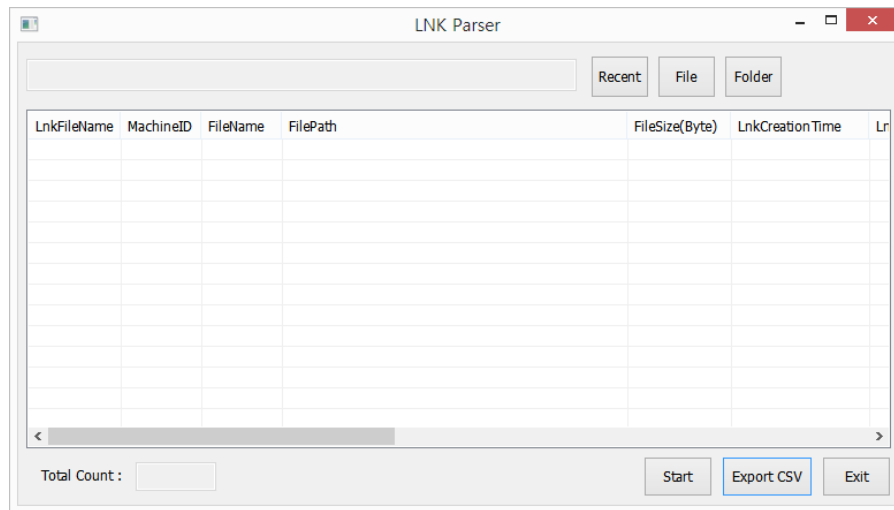 LNK Parser
Recent File Folder
LnkFileName MachineID FileName FilePath FileSize(Byte) LnkCreationTime
Total Count : Start Export CSV Exit